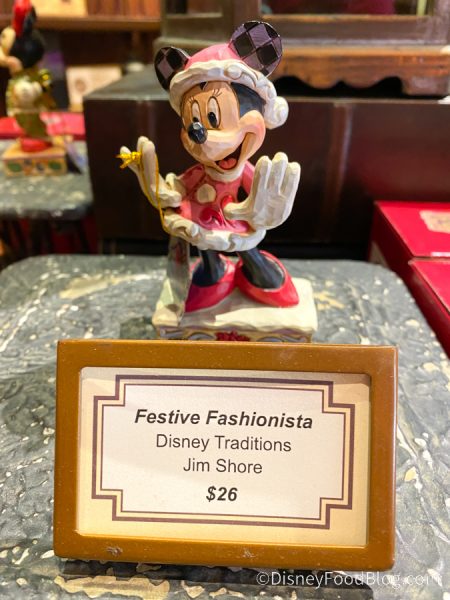 Festive Fashionista
Disney Traditions
Jim Shore
$26
©DisneyFoodBlog.com